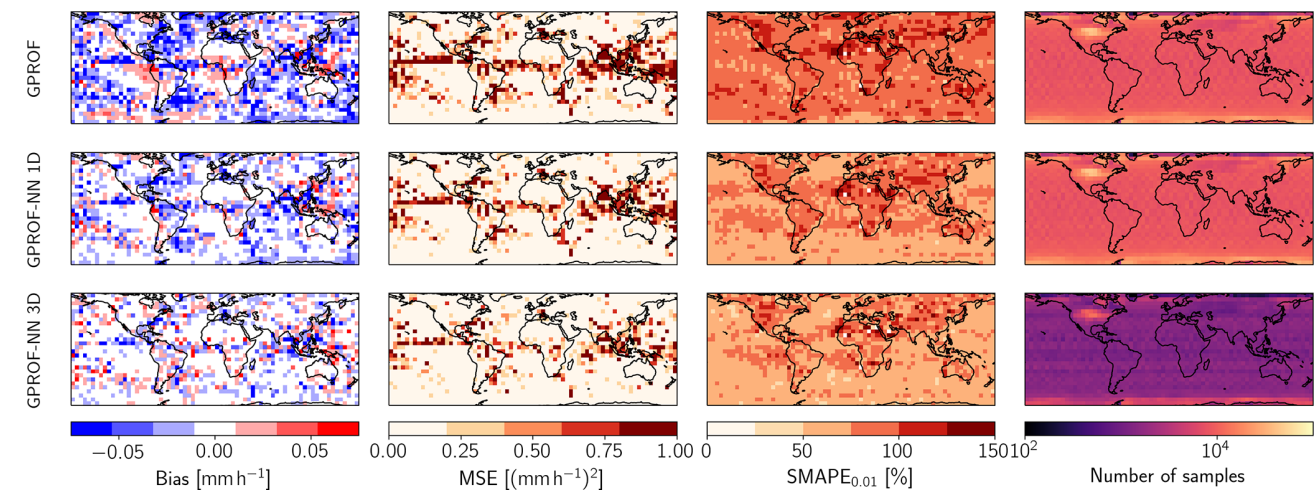 GPROF
GPROF-NN 1D
GPROF-NN 3D
−0.05 0.00 0.05
Bias [mm h⁻¹]
0.00 0.25 0.50 0.75 1.00
MSE [(mm h⁻¹)²]
0 50 100 150
SMAPE₀.₀₁ [%]
10² 10⁴
Number of samples